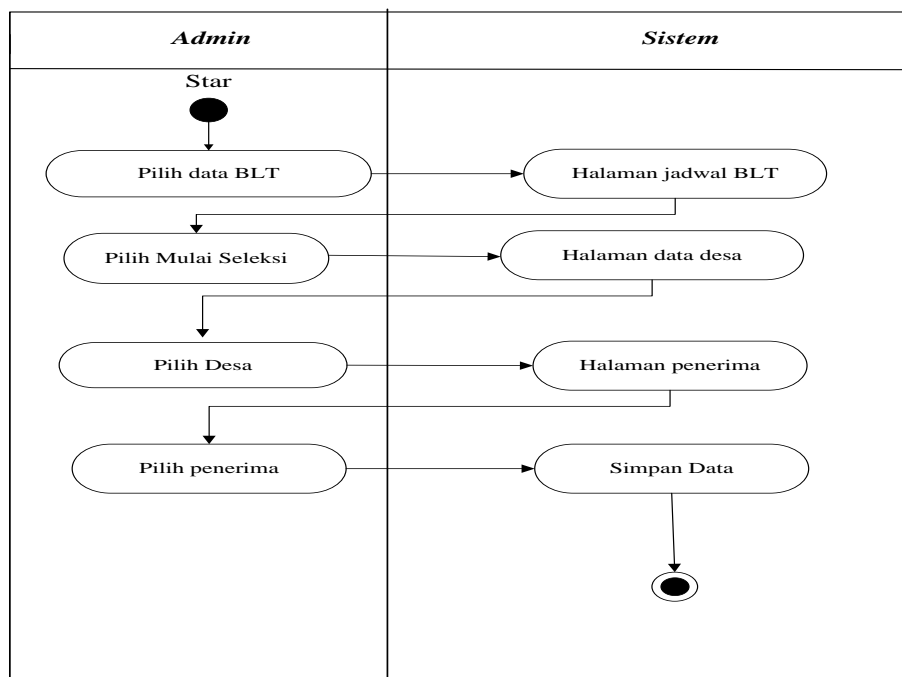 Admin
Sistem
Star
Pilih data BLT
Halaman jadwal BLT
Pilih Mulai Seleksi
Halaman data desa
Pilih Desa
Halaman penerima
Pilih penerima
Simpan Data